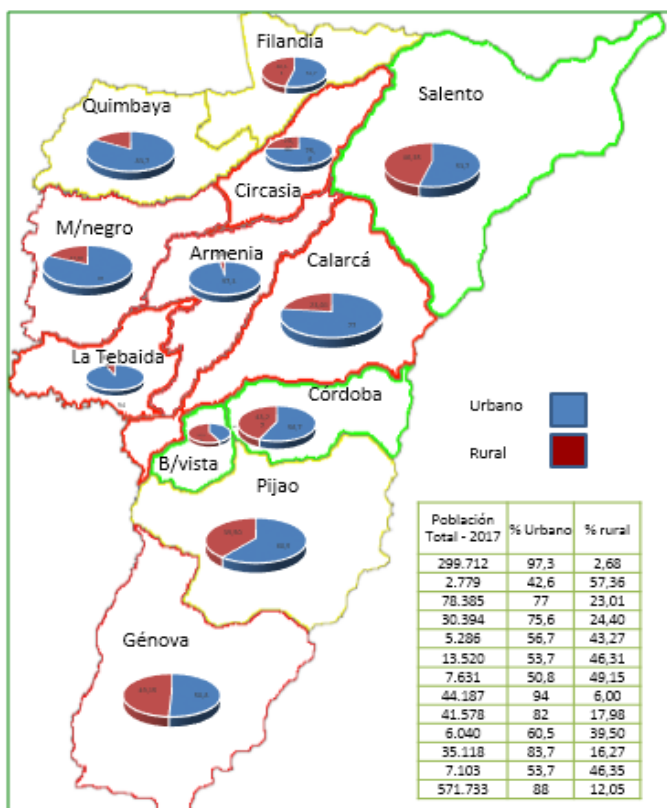 Filandia
Salento
Quimbaya
Circasia
M/negro
Armenia
Calarcá
97,3
77
La Tebaida
94
Córdoba
Urbano
Rural
B/vista
Pijao
Génova
Población Total - 2017 % Urbano % rural
299.712 97,3 2,68
2.779 42,6 57,36
78.385 77 23,01
30.394 75,6 24,40
5.286 56,7 43,27
13.520 53,7 46,31
7.631 50,8 49,15
44.187 94 6,00
41.578 82 17,98
6.040 60,5 39,50
35.118 83,7 16,27
7.103 53,7 46,35
571.733 88 12,05